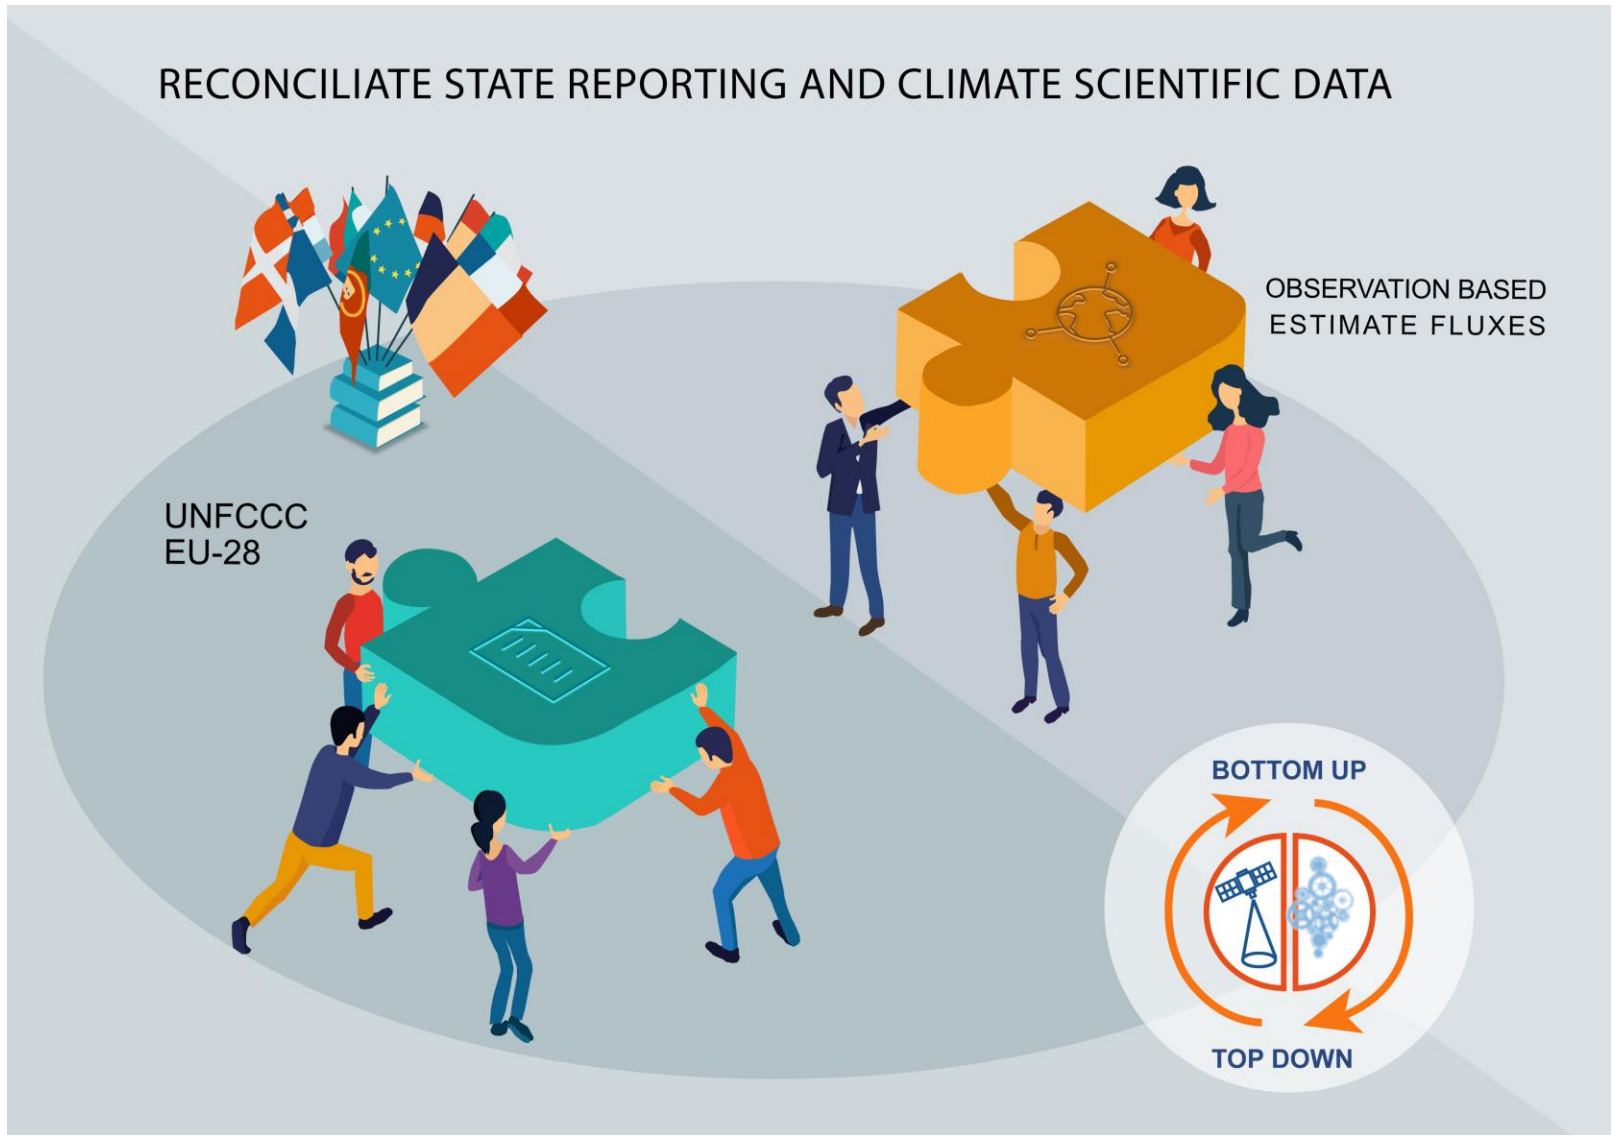 RECONCILIATE STATE REPORTING AND CLIMATE SCIENTIFIC DATA
OBSERVATION BASED
ESTIMATE FLUXES
UNFCCC
EU-28
BOTTOM UP
TOP DOWN